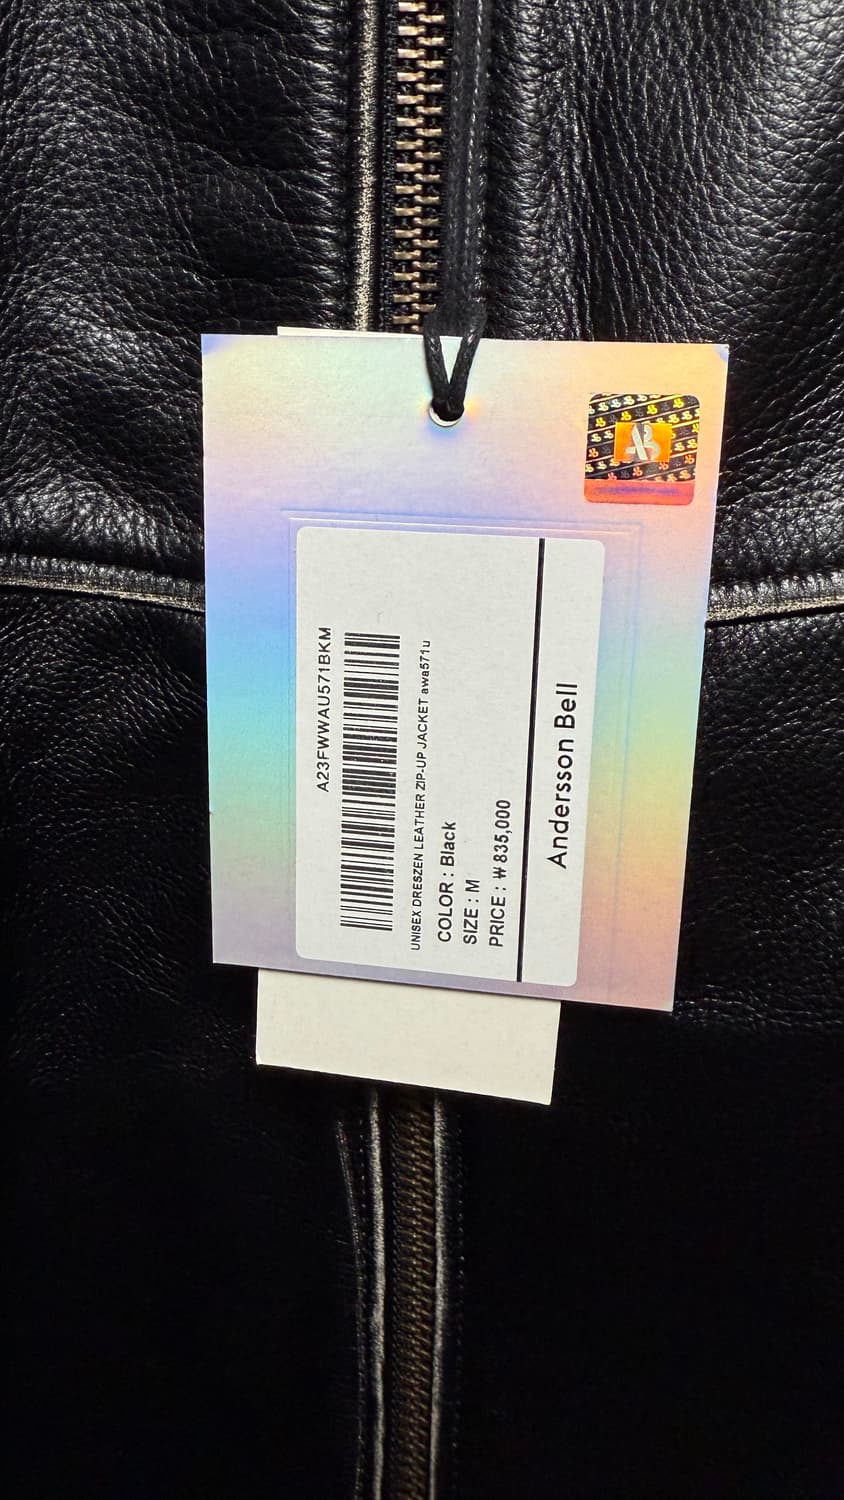 A23FWWAU571BKM
UNISEX DRESZEN LEATHER ZIP-UP JACKET awa571u
COLOR : Black
SIZE : M
PRICE : ₩835,000
Andersson Bell